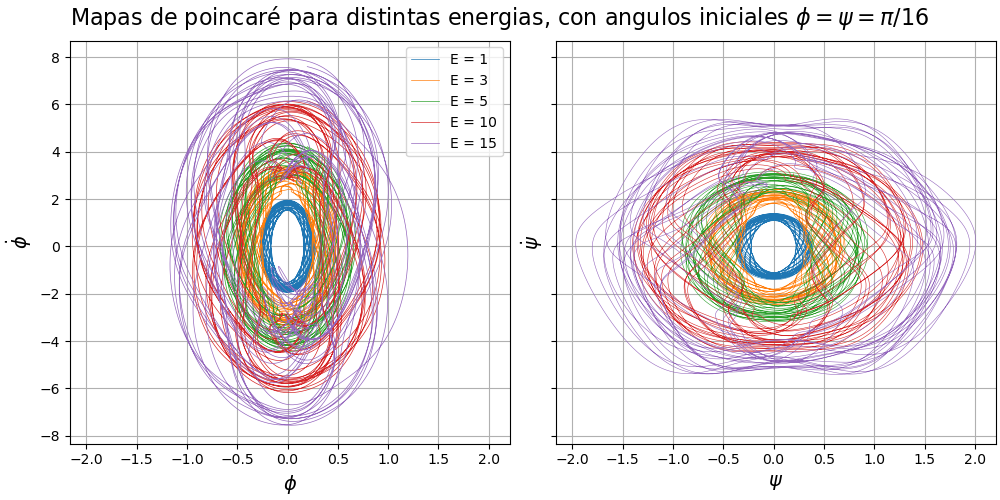 Mapas de poincaré para distintas energias, con angulos iniciales ϕ = ψ = π/16
E = 1
E = 3
E = 5
E = 10
E = 15
8
6
4
2
0
−2
−4
−6
−8
ϕ̇
−2.0 −1.5 −1.0 −0.5 0.0 0.5 1.0 1.5 2.0
ϕ
ψ̇
−2.0 −1.5 −1.0 −0.5 0.0 0.5 1.0 1.5 2.0
ψ